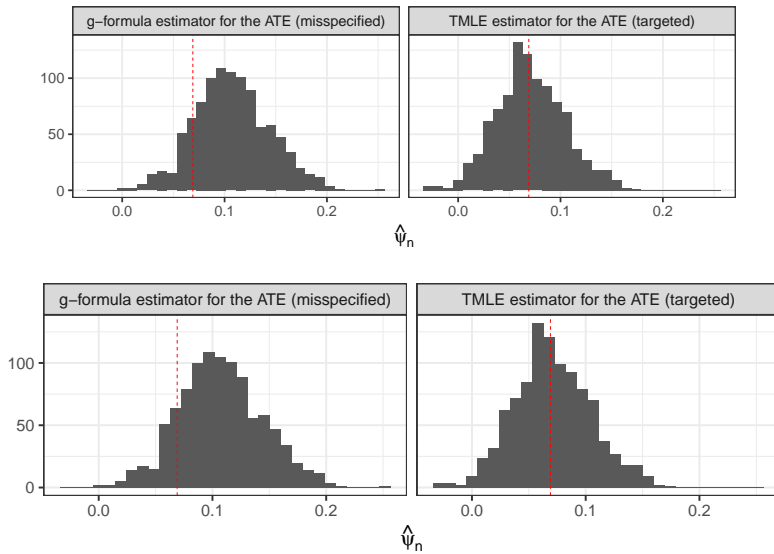 g−formula estimator for the ATE (misspecified)
TMLE estimator for the ATE (targeted)
100
50
0
0.0 0.1 0.2
0.0 0.1 0.2
ψ̂n
g−formula estimator for the ATE (misspecified)
TMLE estimator for the ATE (targeted)
100
50
0
0.0 0.1 0.2
0.0 0.1 0.2
ψ̂n